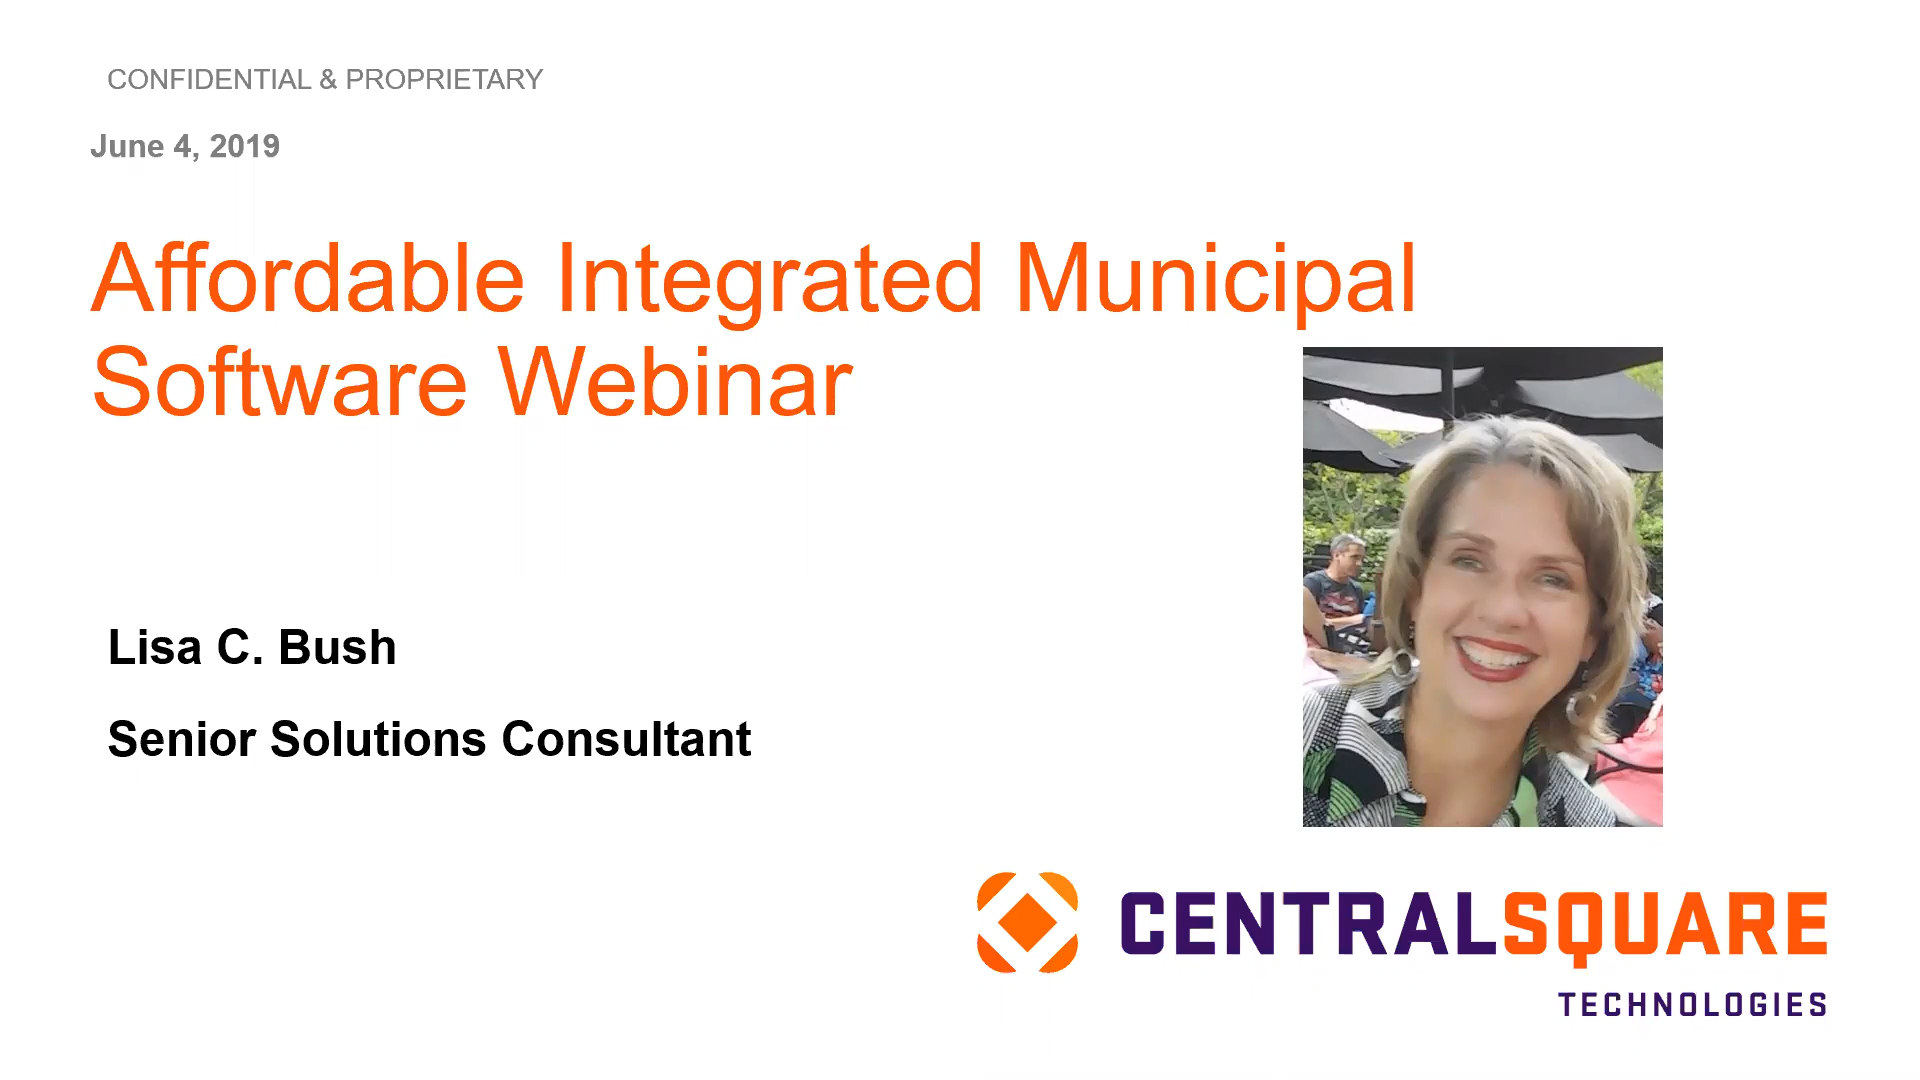 CONFIDENTIAL & PROPRIETARY
June 4, 2019
Affordable Integrated Municipal
Software Webinar
Lisa C. Bush
Senior Solutions Consultant
CENTRALSQUARE
TECHNOLOGIES